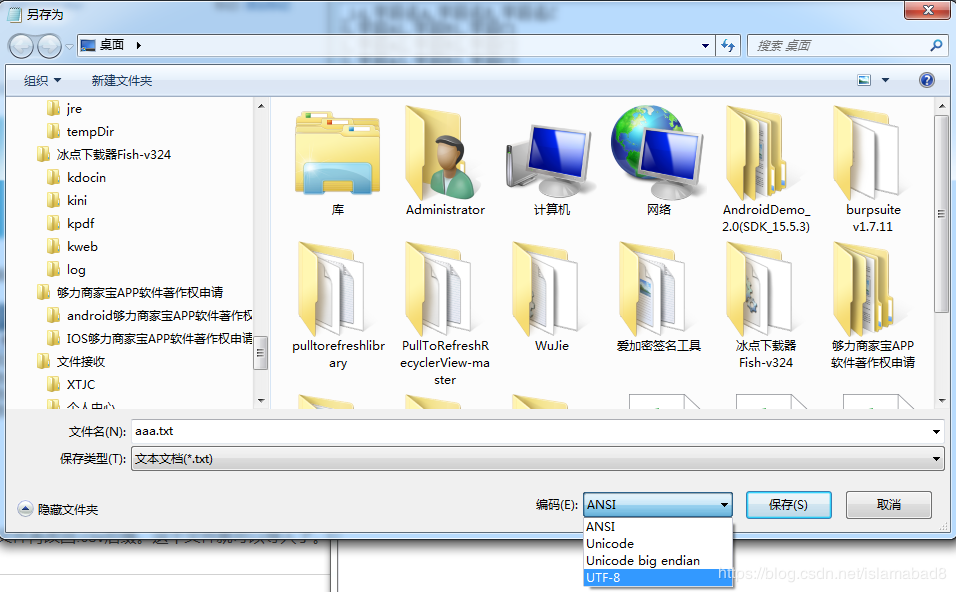 另存为
桌面
搜索 桌面
组织
新建文件夹
jre
tempDir
冰点下载器Fish-v324
kdocin
kini
kpdf
kweb
log
够力商家宝APP软件著作权申请
android够力商家宝APP软件著作权
IOS够力商家宝APP软件著作权申请
文件接收
XTJC
个人中心
库
Administrator
计算机
网络
AndroidDemo_
2.0(SDK_15.5.3)
burpsuite
v1.7.11
pulltorefreshlibr
ary
PullToRefreshR
ecyclerView-ma
ster
WuJie
爱加密签名工具
冰点下载器
Fish-v324
够力商家宝APP
软件著作权申请
文件名(N):
aaa.txt
保存类型(T):
文本文档(*.txt)
隐藏文件夹
编码(E):
ANSI
保存(S)
取消
ANSI
Unicode
Unicode big endian
UTF-8
https://blog.csdn.net/islamabad8